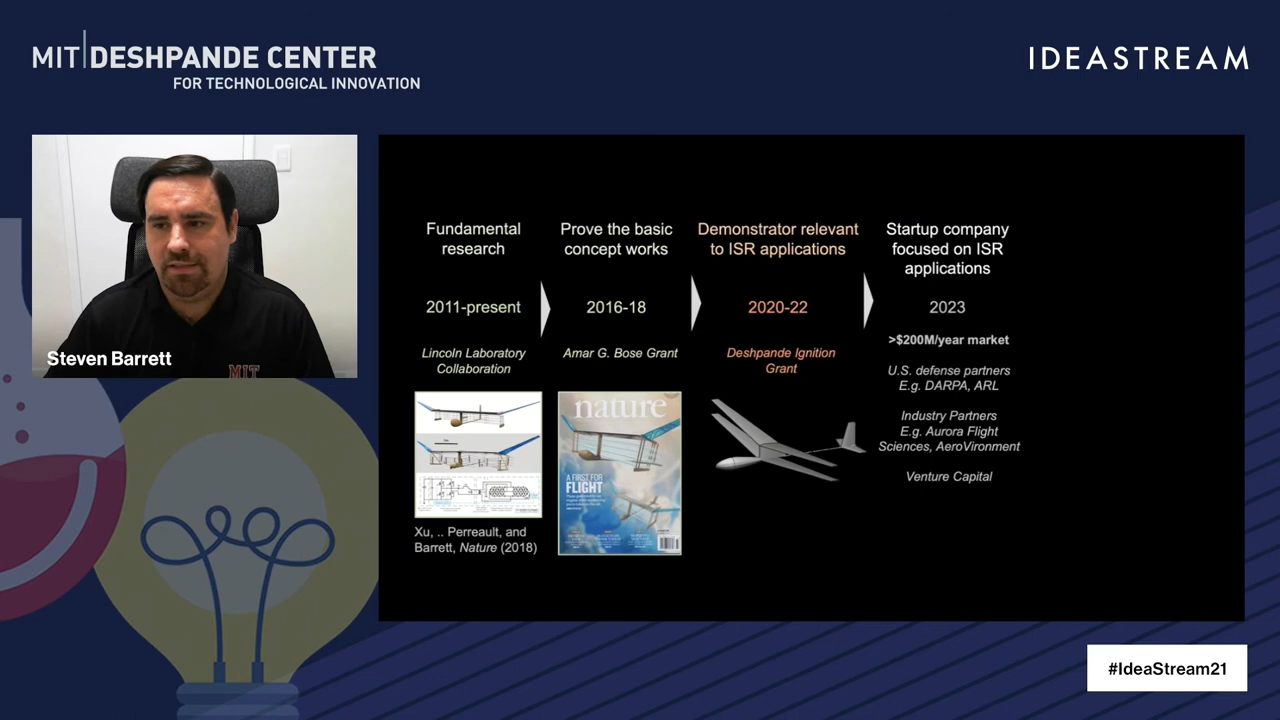 MIT DESHPANDE CENTER
FOR TECHNOLOGICAL INNOVATION
IDEASTREAM
Steven Barrett
MIT
Fundamental
research
2011-present
Lincoln Laboratory
Collaboration
Xu, .. Perreault, and
Barrett, Nature (2018)
Prove the basic
concept works
2016-18
Amar G. Bose Grant
nature
A FIRST FOR
FLIGHT
Demonstrator relevant
to ISR applications
2020-22
Deshpande Ignition
Grant
Startup company
focused on ISR
applications
2023
>$200M/year market
U.S. defense partners
E.g. DARPA, ARL
Industry Partners
E.g. Aurora Flight
Sciences, AeroVironment
Venture Capital
#IdeaStream21